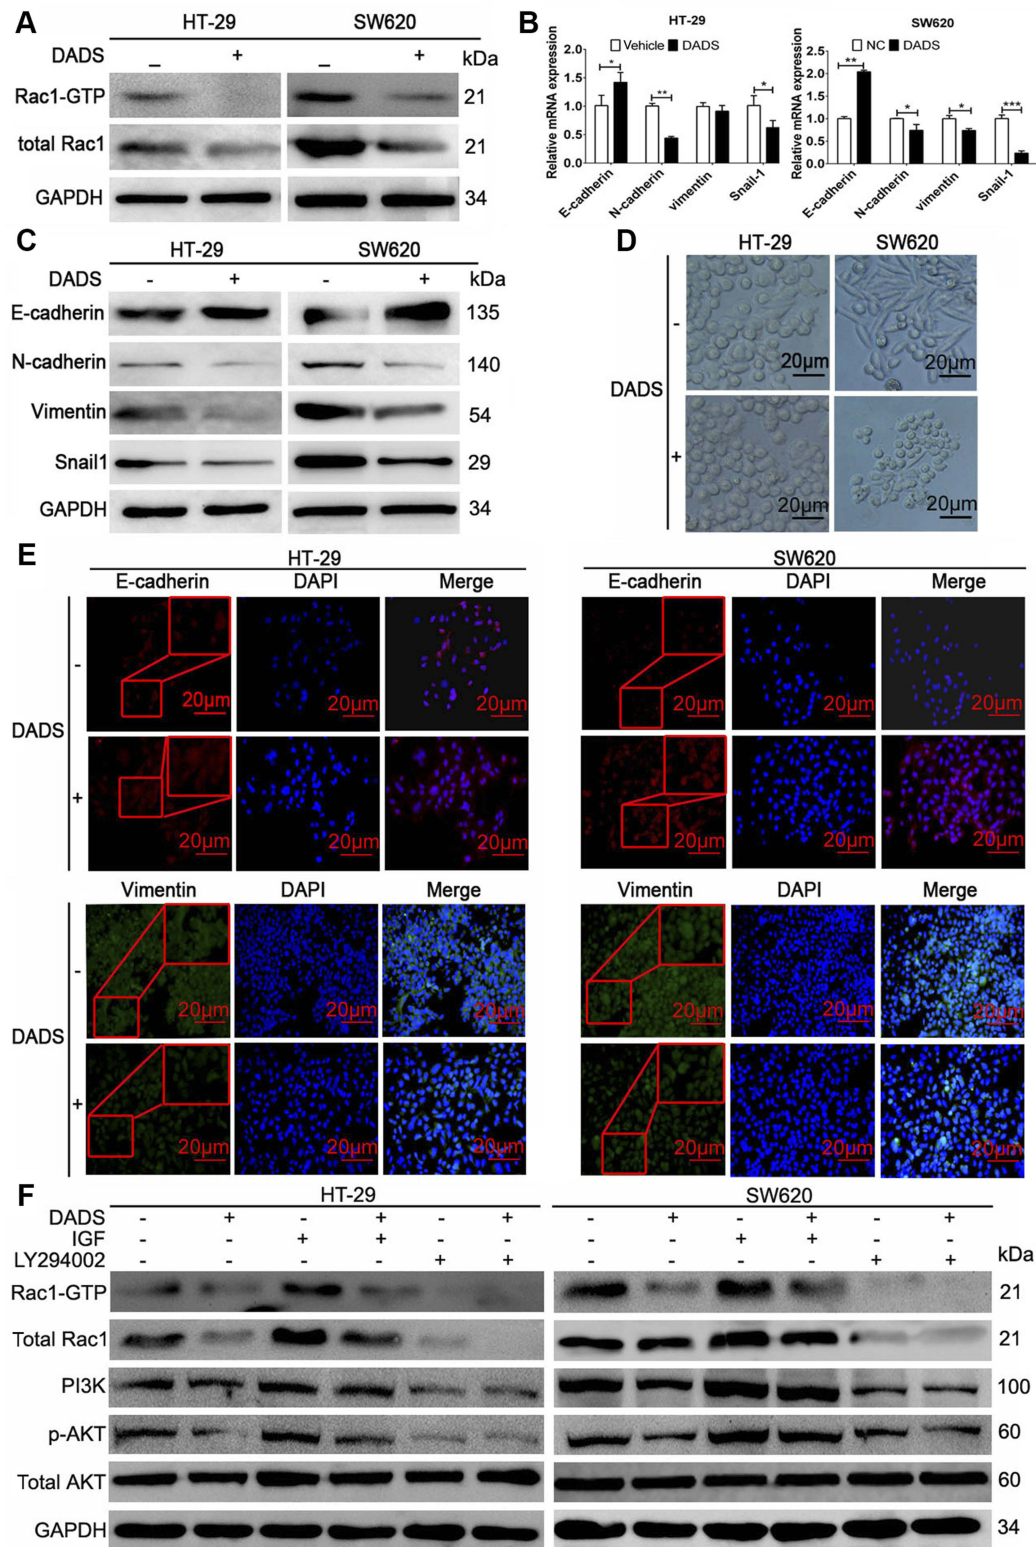 A
HT-29 SW620
DADS – + – + kDa
Rac1-GTP 21
total Rac1 21
GAPDH 34
B
HT-29
Vehicle DADS
Relative mRNA expression
2.0
1.5
1.0
0.5
0.0
* ** *
E-cadherin N-cadherin vimentin Snail-1
SW620
NC DADS
Relative mRNA expression
2.5
2.0
1.5
1.0
0.5
0.0
** * * ***
E-cadherin N-cadherin vimentin Snail-1
C
HT-29 SW620
DADS - + - + kDa
E-cadherin 135
N-cadherin 140
Vimentin 54
Snail1 29
GAPDH 34
D
HT-29 SW620
DADS
-
20µm 20µm
+
20µm 20µm
E
HT-29 SW620
E-cadherin DAPI Merge E-cadherin DAPI Merge
DADS
-
20µm 20µm 20µm 20µm 20µm 20µm
+
20µm 20µm 20µm 20µm 20µm 20µm
Vimentin DAPI Merge Vimentin DAPI Merge
DADS
-
20µm 20µm 20µm 20µm 20µm 20µm
+
20µm 20µm 20µm 20µm 20µm 20µm
F
HT-29 SW620
DADS - + - + - + - + - + - +
IGF - - + + - - - - + + - -
LY294002 - - - - + + - - - - + + kDa
Rac1-GTP 21
Total Rac1 21
PI3K 100
p-AKT 60
Total AKT 60
GAPDH 34